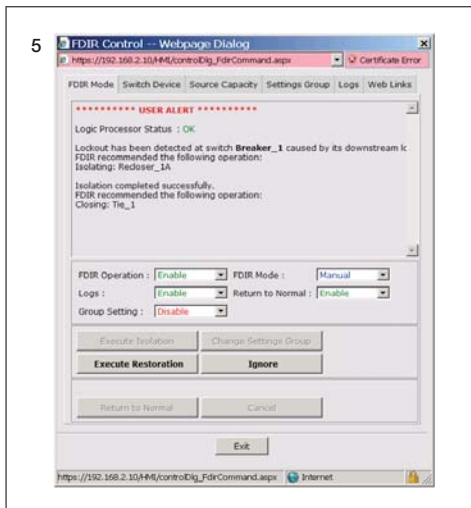 5
FDIR Control -- Webpage Dialog
https://192.168.2.10/HMI/controlDlg_FdirCommand.aspx Certificate Error
FDIR Mode Switch Device Source Capacity Settings Group Logs Web Links
********** USER ALERT **********
Logic Processor Status : OK
Lockout has been detected at switch Breaker_1 caused by its downstream lc
FDIR recommended the following operation:
Isolating: Recloser_1A
Isolation completed successfully.
FDIR recommended the following operation:
Closing: Tie_1
FDIR Operation : Enable FDIR Mode : Manual
Logs : Enable Return to Normal : Enable
Group Setting : Disable
Execute Isolation Change Settings Group
Execute Restoration Ignore
Return to Normal Cancel
Exit
https://192.168.2.10/HMI/controlDlg_FdirCommand.aspx Internet